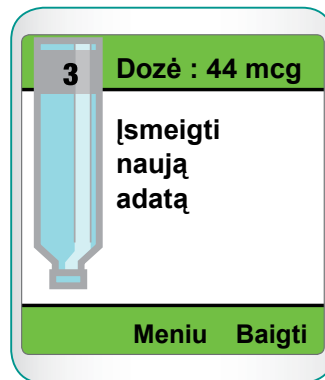 3
Dozė : 44 mcg
Įsmeigti
naują
adatą
Meniu Baigti